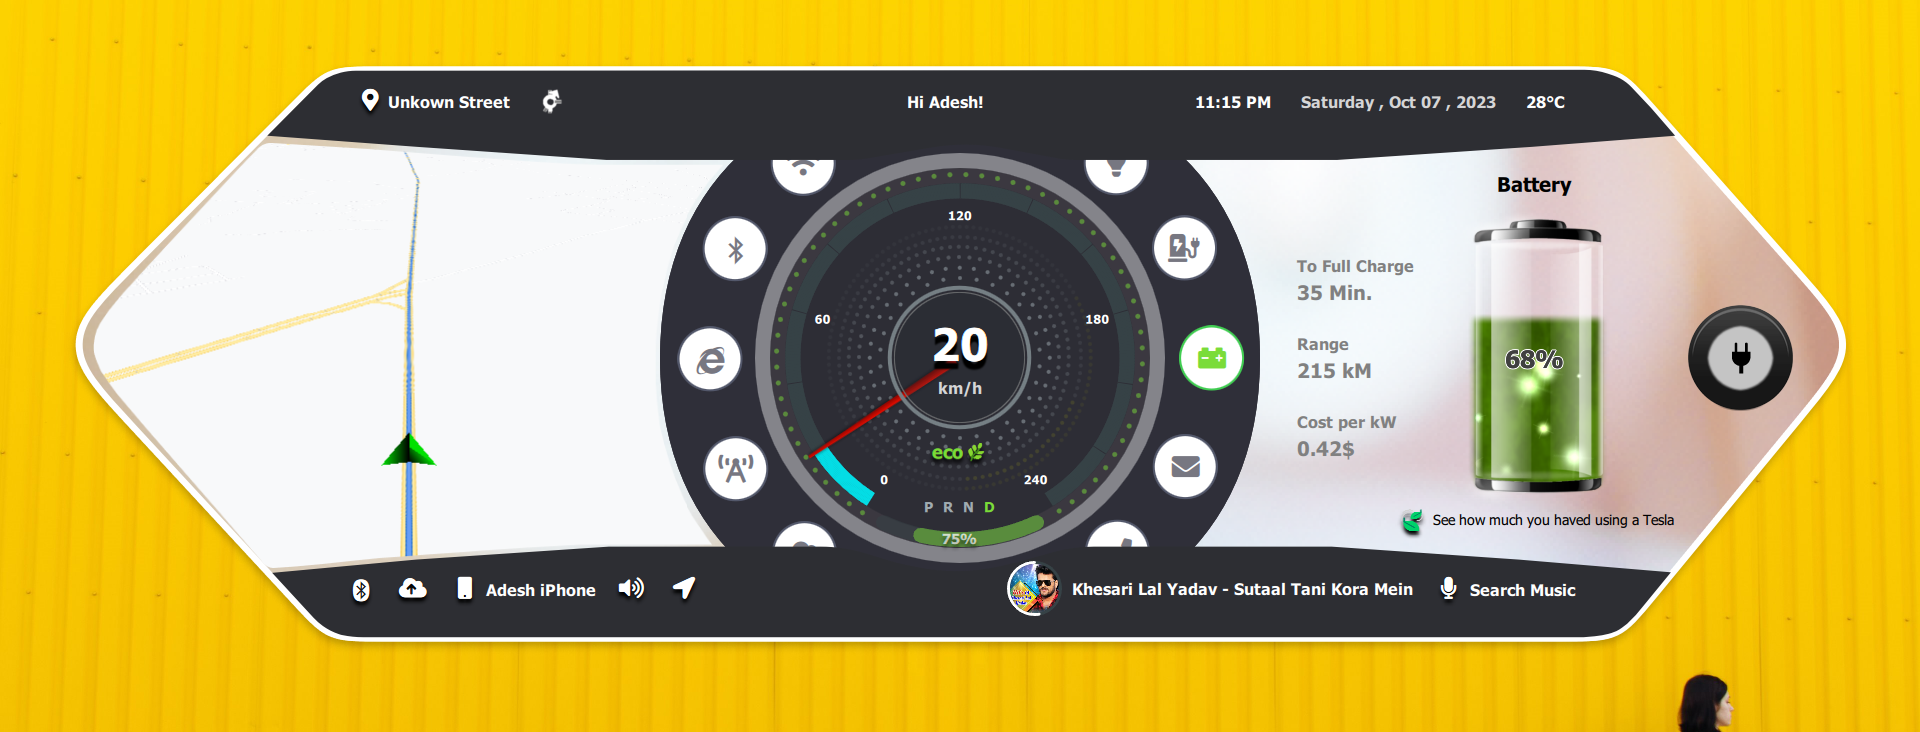 Unkown Street
Hi Adesh!
11:15 PM Saturday , Oct 07 , 2023 28°C
120
60
180
20
km/h
eco
0
240
P R N D
75%
Battery
To Full Charge
35 Min.
Range
215 kM
Cost per kW
0.42$
68%
See how much you haved using a Tesla
Adesh iPhone
Khesari Lal Yadav - Sutaal Tani Kora Mein
Search Music